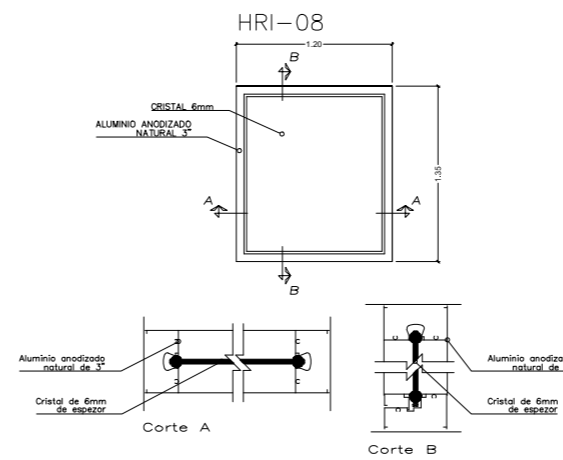 HRI-08
1.20
B
CRISTAL 6mm
ALUMINIO ANODIZADO
NATURAL 3"
1.35
A
A
B
Aluminio anodizado
natural de 3"
Cristal de 6mm
de espezor
Corte A
Aluminio anodiza
natural de
Cristal de 6mm
de espezor
Corte B